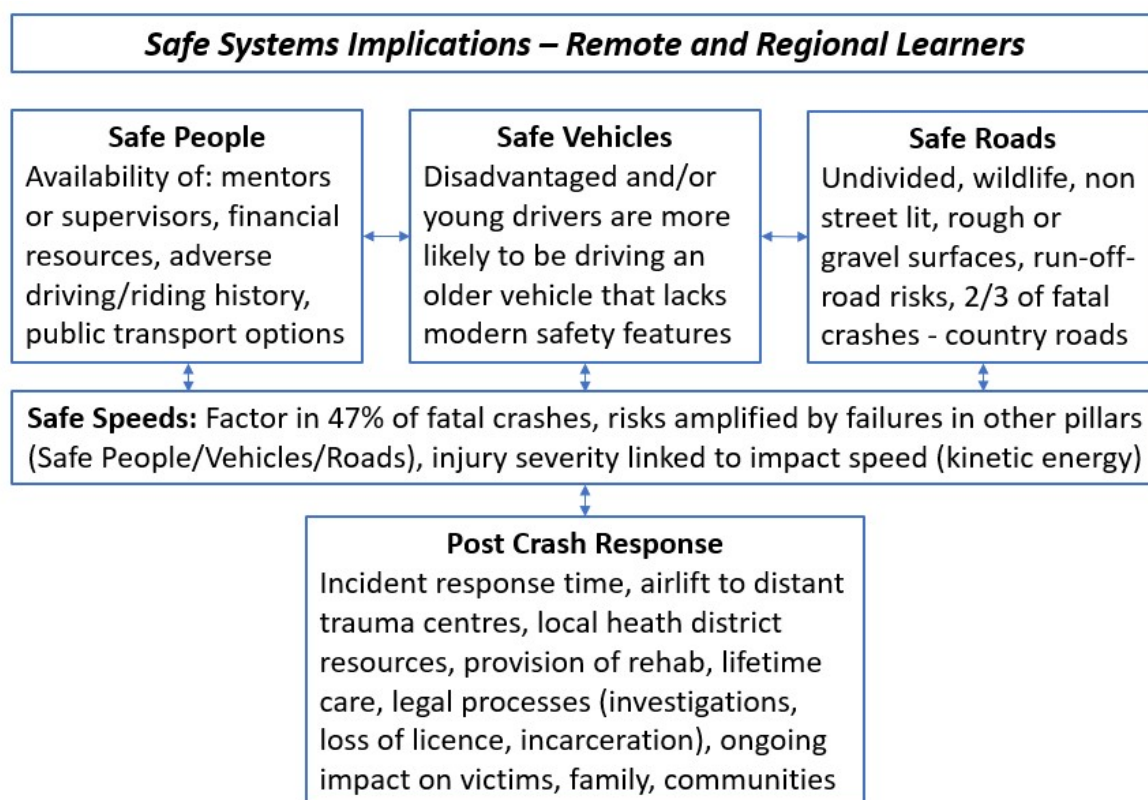 Safe Systems Implications – Remote and Regional Learners
Safe People
Availability of: mentors
or supervisors, financial
resources, adverse
driving/riding history,
public transport options
Safe Vehicles
Disadvantaged and/or
young drivers are more
likely to be driving an
older vehicle that lacks
modern safety features
Safe Roads
Undivided, wildlife, non
street lit, rough or
gravel surfaces, run-off-
road risks, 2/3 of fatal
crashes - country roads
Safe Speeds: Factor in 47% of fatal crashes, risks amplified by failures in other pillars
(Safe People/Vehicles/Roads), injury severity linked to impact speed (kinetic energy)
Post Crash Response
Incident response time, airlift to distant
trauma centres, local heath district
resources, provision of rehab, lifetime
care, legal processes (investigations,
loss of licence, incarceration), ongoing
impact on victims, family, communities